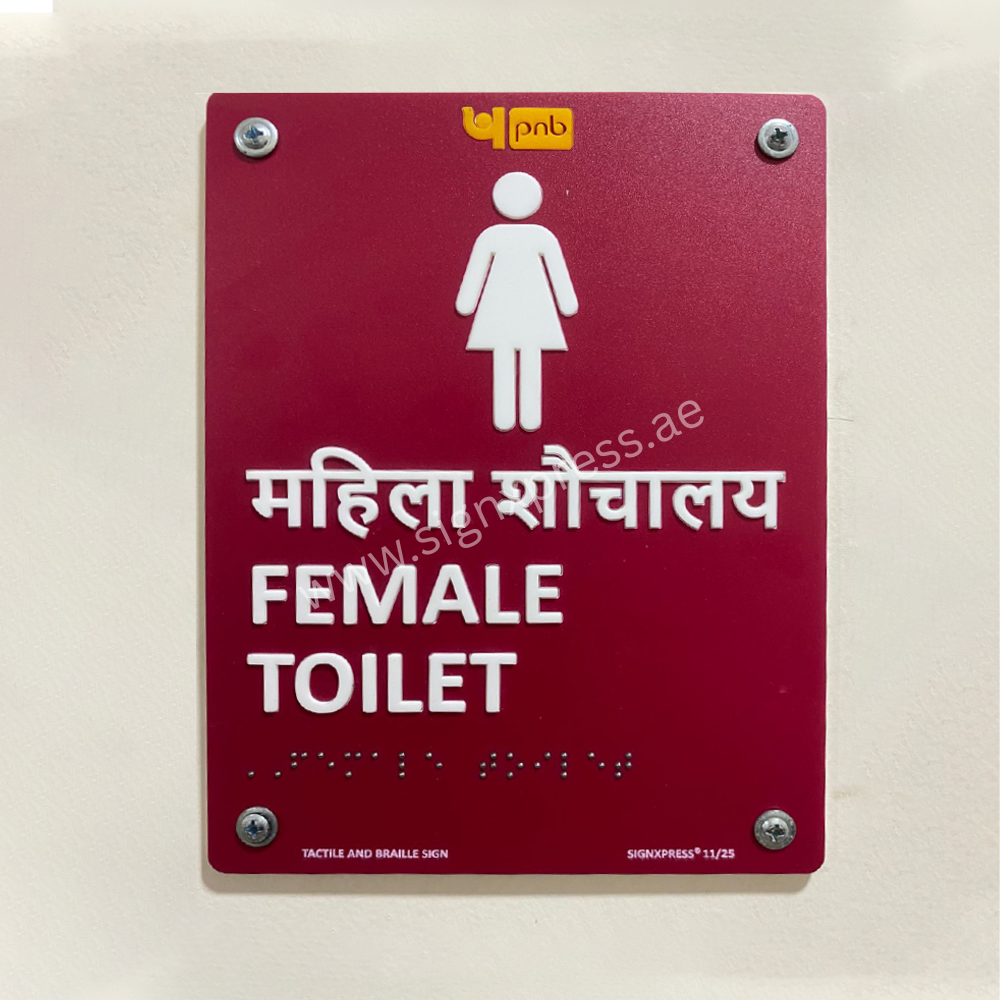 pnb
महिला शौचालय
FEMALE
TOILET
⠠⠠⠋⠑⠍⠁⠇⠑ ⠞⠕⠊⠇⠑⠞
TACTILE AND BRAILLE SIGN
SIGNXPRESS® 11/25
www.signxpress.ae